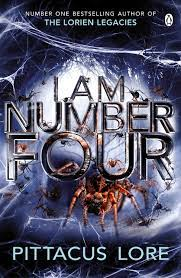 NUMBER ONE BESTSELLING AUTHOR OF
THE LORIEN LEGACIES
I AM
NUMBER
FOUR
PITTACUS LORE